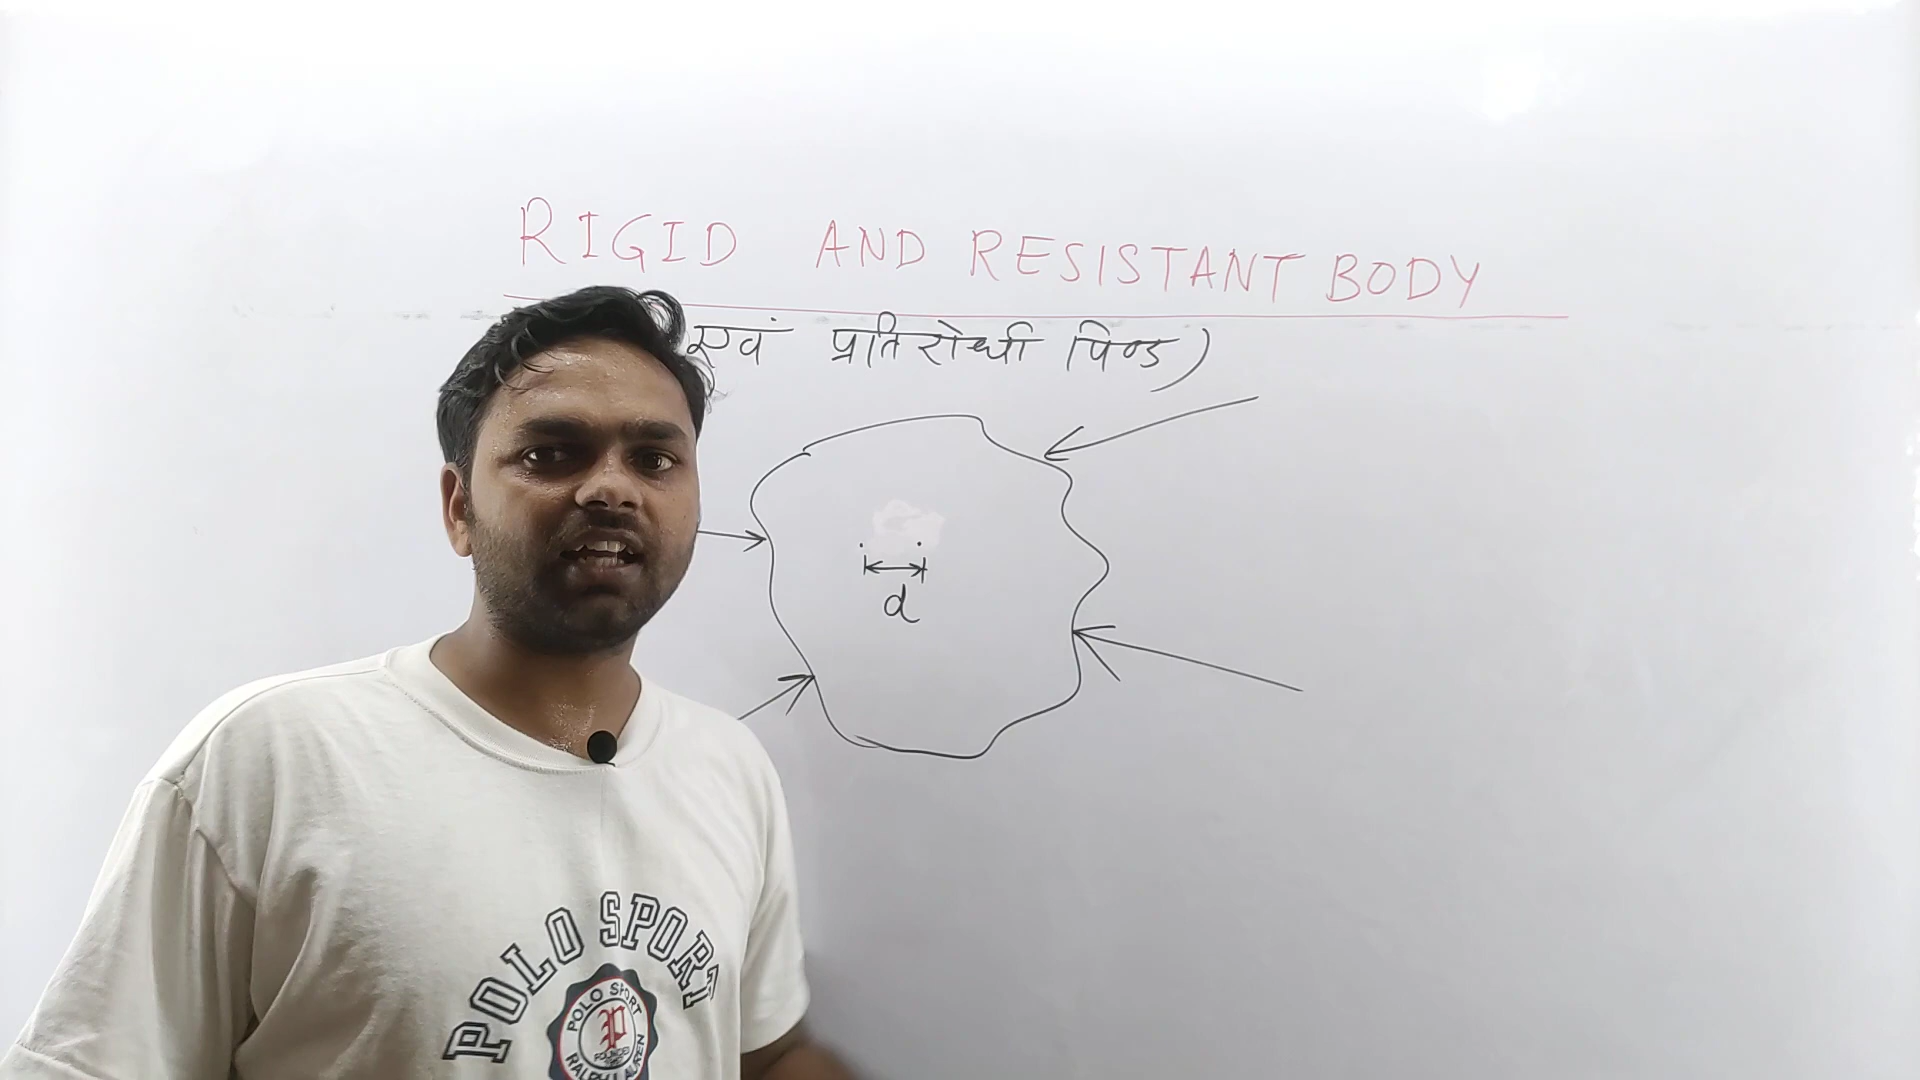 RIGID AND RESISTANT BODY
एवं प्रतिरोधी पिण्ड)
d
POLO SPORT
POLO SPORT
P
RALPH LAUREN